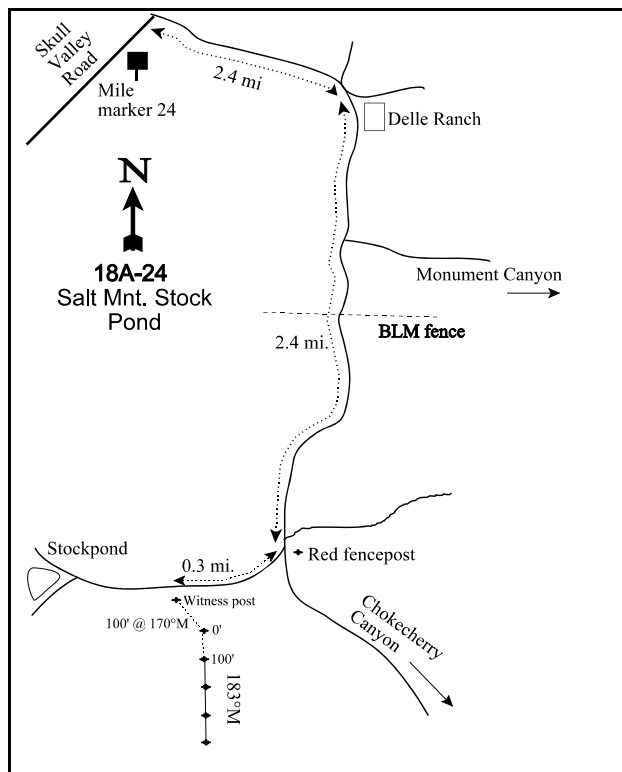 Skull
Valley
Road
2.4 mi
Mile
marker 24
Delle Ranch
N
18A-24
Salt Mnt. Stock
Pond
Monument Canyon
BLM fence
2.4 mi.
Stockpond
0.3 mi.
Red fencepost
Witness post
100' @ 170°M
0'
100'
183°M
Chokecherry
Canyon